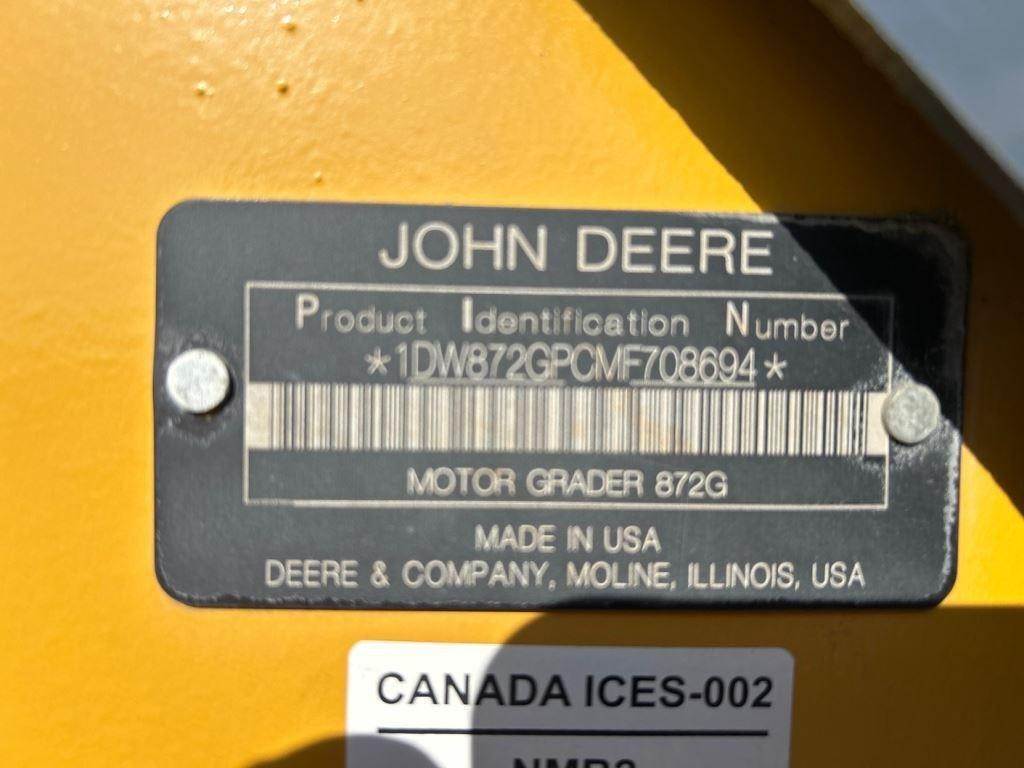 JOHN DEERE
Product Identification Number
*1DW872GPCMF708694*
MOTOR GRADER 872G
MADE IN USA
DEERE & COMPANY, MOLINE, ILLINOIS, USA
CANADA ICES-002